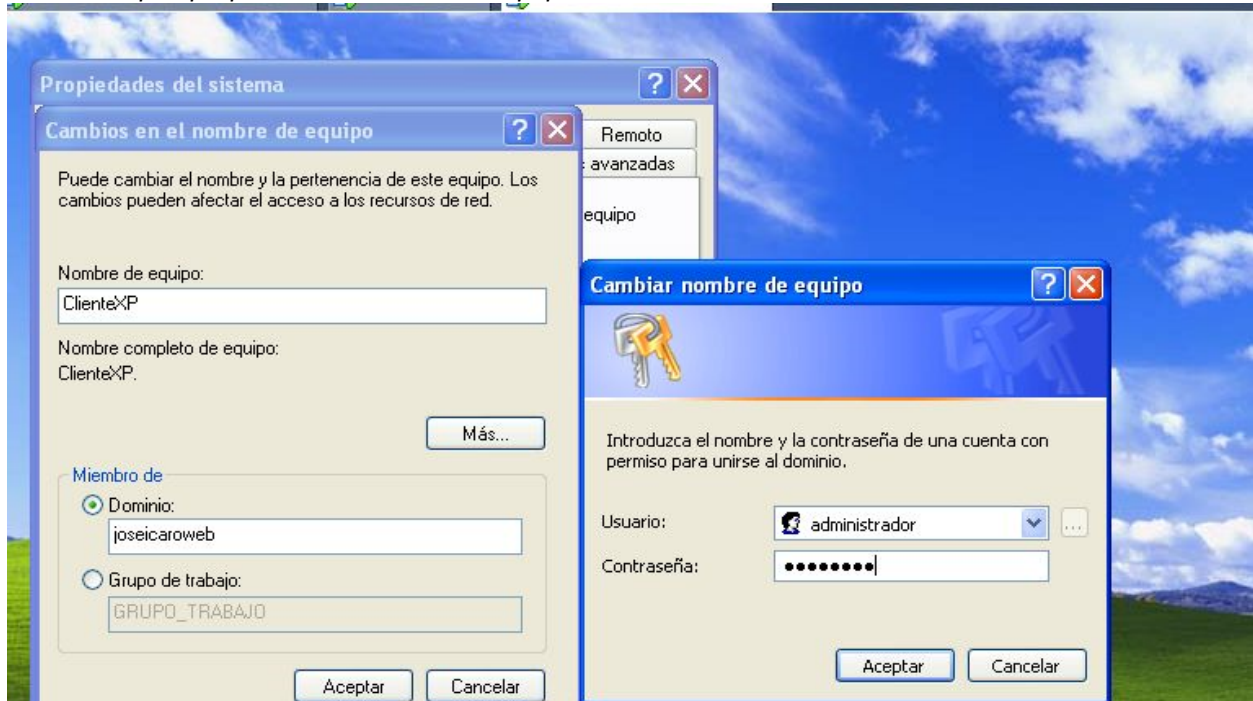 Propiedades del sistema
Cambios en el nombre de equipo
Remoto
avanzadas
Puede cambiar el nombre y la pertenencia de este equipo. Los
cambios pueden afectar el acceso a los recursos de red.
equipo
Nombre de equipo:
ClienteXP
Nombre completo de equipo:
ClienteXP.
Más...
Miembro de
Dominio:
joseicaroweb
Grupo de trabajo:
GRUPO_TRABAJO
Aceptar Cancelar
Cambiar nombre de equipo
Introduzca el nombre y la contraseña de una cuenta con
permiso para unirse al dominio.
Usuario: administrador
...
Contraseña: ●●●●●●●●
Aceptar Cancelar